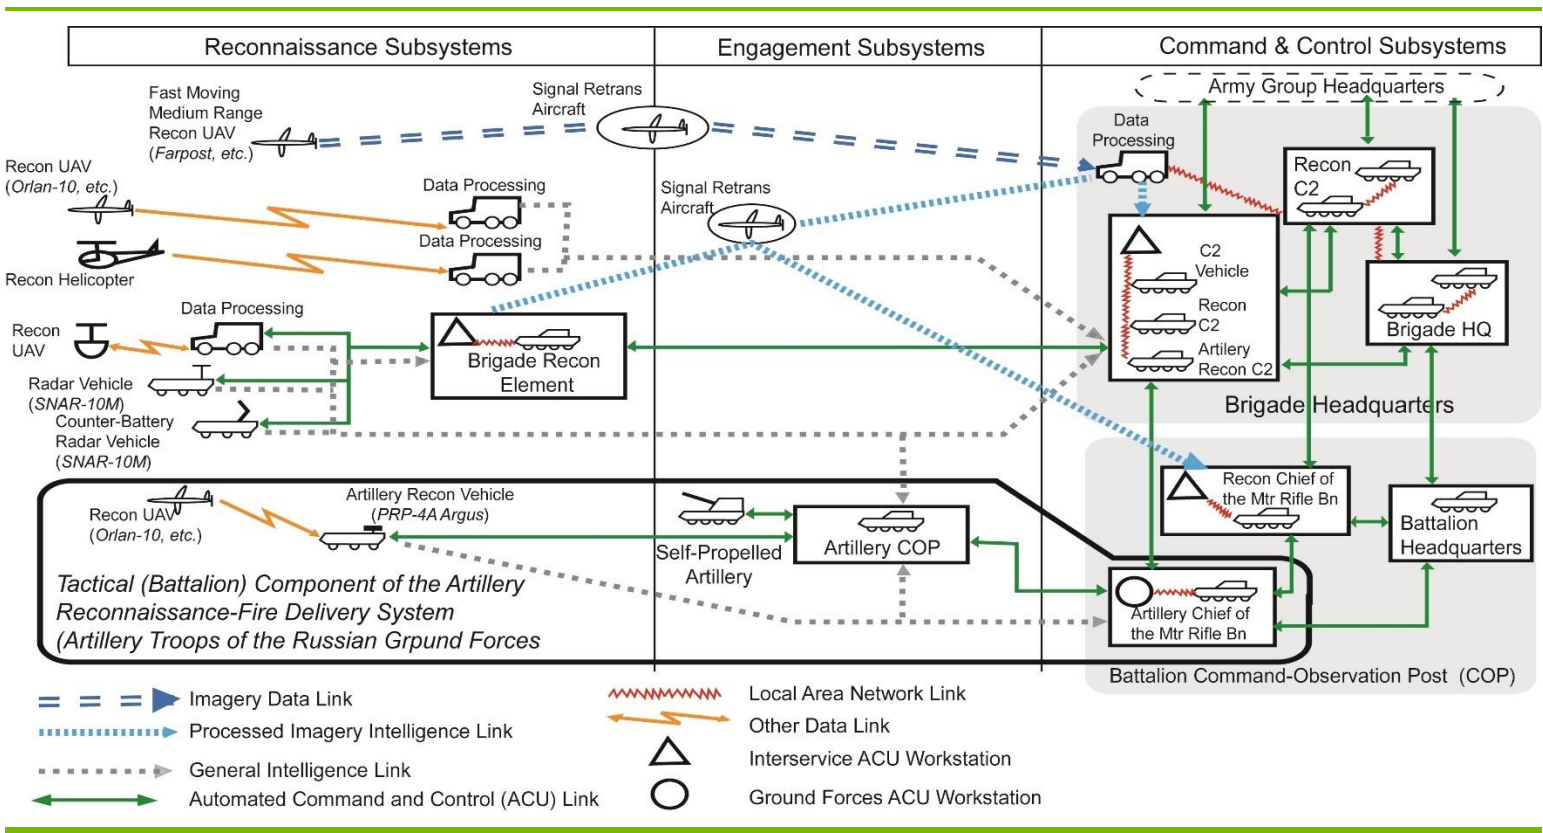 Reconnaissance Subsystems
Engagement Subsystems
Command & Control Subsystems
Army Group Headquarters
Fast Moving
Medium Range
Recon UAV
(Farpost, etc.)
Signal Retrans
Aircraft
Data
Processing
Recon
C2
Recon UAV
(Orlan-10, etc.)
Data Processing
Signal Retrans
Aircraft
Data Processing
Recon Helicopter
C2
Vehicle
Recon
C2
Artilery
Recon C2
Brigade HQ
Brigade Headquarters
Data Processing
Recon
UAV
Brigade Recon
Element
Radar Vehicle
(SNAR-10M)
Counter-Battery
Radar Vehicle
(SNAR-10M)
Recon Chief of
the Mtr Rifle Bn
Battalion
Headquarters
Recon UAV
(Orlan-10, etc.)
Artillery Recon Vehicle
(PRP-4A Argus)
Self-Propelled
Artillery
Artillery COP
Artillery Chief of
the Mtr Rifle Bn
Battalion Command-Observation Post (COP)
Tactical (Battalion) Component of the Artillery
Reconnaissance-Fire Delivery System
(Artillery Troops of the Russian Grpund Forces
Imagery Data Link
Processed Imagery Intelligence Link
General Intelligence Link
Automated Command and Control (ACU) Link
Local Area Network Link
Other Data Link
Interservice ACU Workstation
Ground Forces ACU Workstation